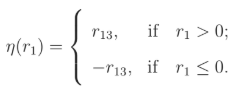 η(r₁) = { r₁₃, if r₁ > 0;
−r₁₃, if r₁ ≤ 0.